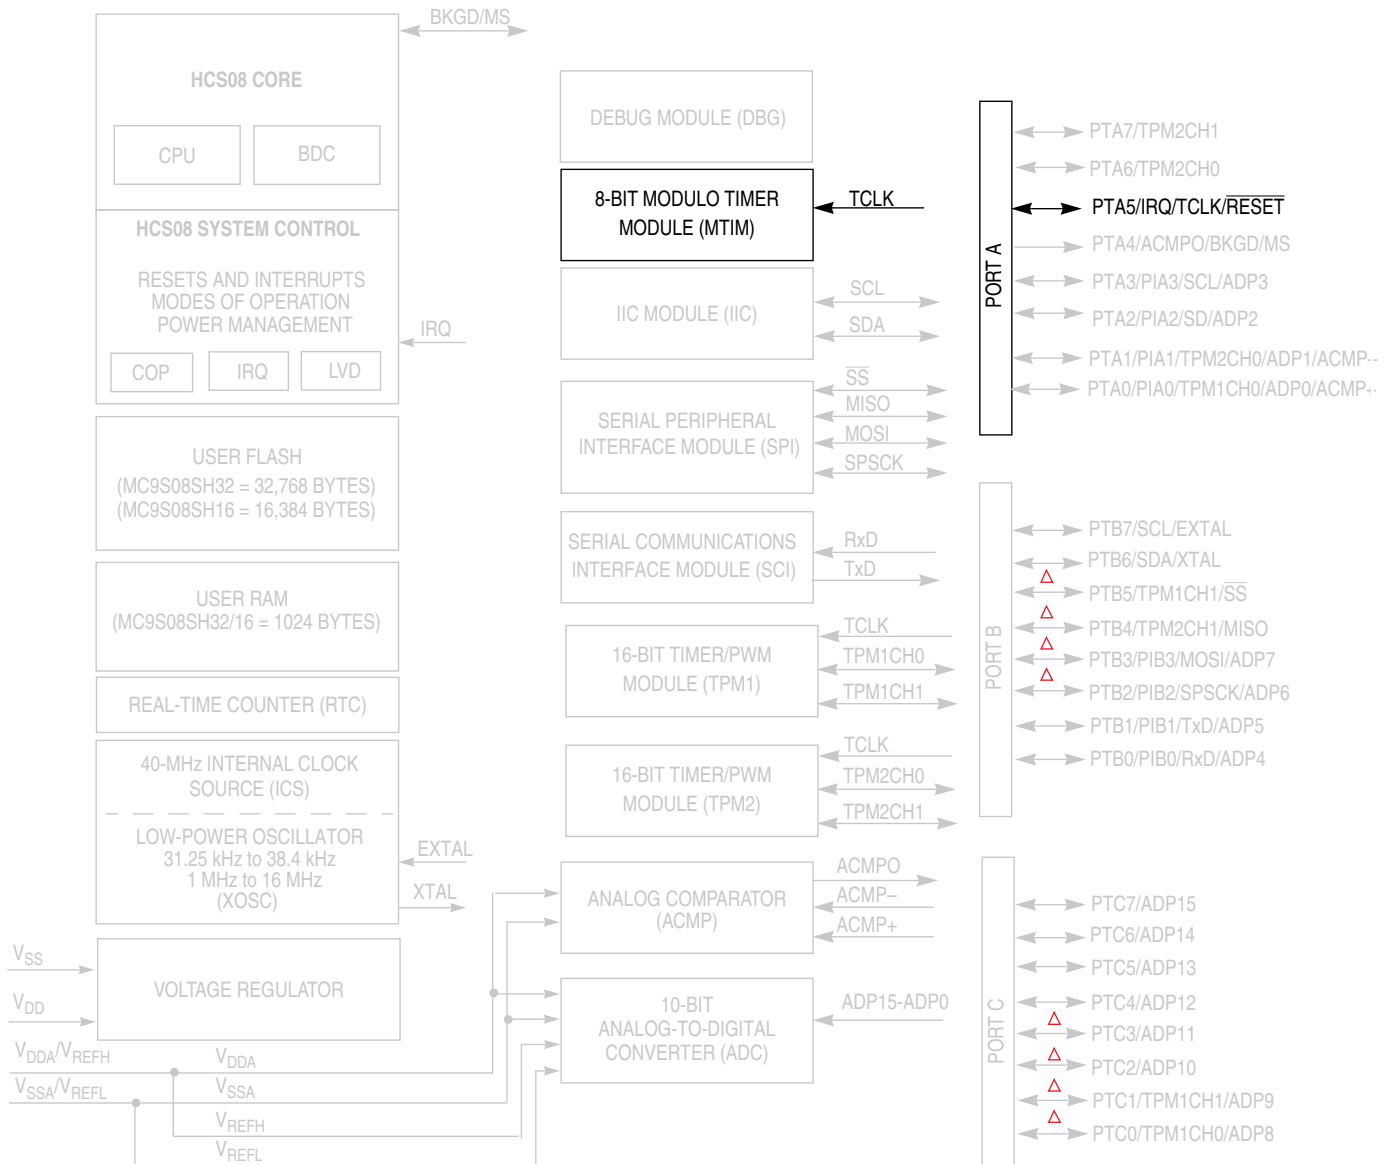 BKGD/MS
HCS08 CORE
CPU
BDC
HCS08 SYSTEM CONTROL
RESETS AND INTERRUPTS
MODES OF OPERATION
POWER MANAGEMENT
IRQ
COP
IRQ
LVD
USER FLASH
(MC9S08SH32 = 32,768 BYTES)
(MC9S08SH16 = 16,384 BYTES)
USER RAM
(MC9S08SH32/16 = 1024 BYTES)
REAL-TIME COUNTER (RTC)
40-MHz INTERNAL CLOCK
SOURCE (ICS)
LOW-POWER OSCILLATOR
31.25 kHz to 38.4 kHz
1 MHz to 16 MHz
(XOSC)
EXTAL
XTAL
VSS
VDD
VOLTAGE REGULATOR
VDDA/VREFH
VSSA/VREFL
VDDA
VSSA
VREFH
VREFL
DEBUG MODULE (DBG)
8-BIT MODULO TIMER
MODULE (MTIM)
TCLK
IIC MODULE (IIC)
SCL
SDA
SERIAL PERIPHERAL
INTERFACE MODULE (SPI)
SS
MISO
MOSI
SPSCK
SERIAL COMMUNICATIONS
INTERFACE MODULE (SCI)
RxD
TxD
16-BIT TIMER/PWM
MODULE (TPM1)
TCLK
TPM1CH0
TPM1CH1
16-BIT TIMER/PWM
MODULE (TPM2)
TCLK
TPM2CH0
TPM2CH1
ANALOG COMPARATOR
(ACMP)
ACMPO
ACMP–
ACMP+
10-BIT
ANALOG-TO-DIGITAL
CONVERTER (ADC)
ADP15-ADP0
PORT A
PTA7/TPM2CH1
PTA6/TPM2CH0
PTA5/IRQ/TCLK/RESET
PTA4/ACMPO/BKGD/MS
PTA3/PIA3/SCL/ADP3
PTA2/PIA2/SD/ADP2
PTA1/PIA1/TPM2CH0/ADP1/ACMP--
PTA0/PIA0/TPM1CH0/ADP0/ACMP--
PORT B
PTB7/SCL/EXTAL
PTB6/SDA/XTAL
PTB5/TPM1CH1/SS
PTB4/TPM2CH1/MISO
PTB3/PIB3/MOSI/ADP7
PTB2/PIB2/SPSCK/ADP6
PTB1/PIB1/TxD/ADP5
PTB0/PIB0/RxD/ADP4
PORT C
PTC7/ADP15
PTC6/ADP14
PTC5/ADP13
PTC4/ADP12
PTC3/ADP11
PTC2/ADP10
PTC1/TPM1CH1/ADP9
PTC0/TPM1CH0/ADP8